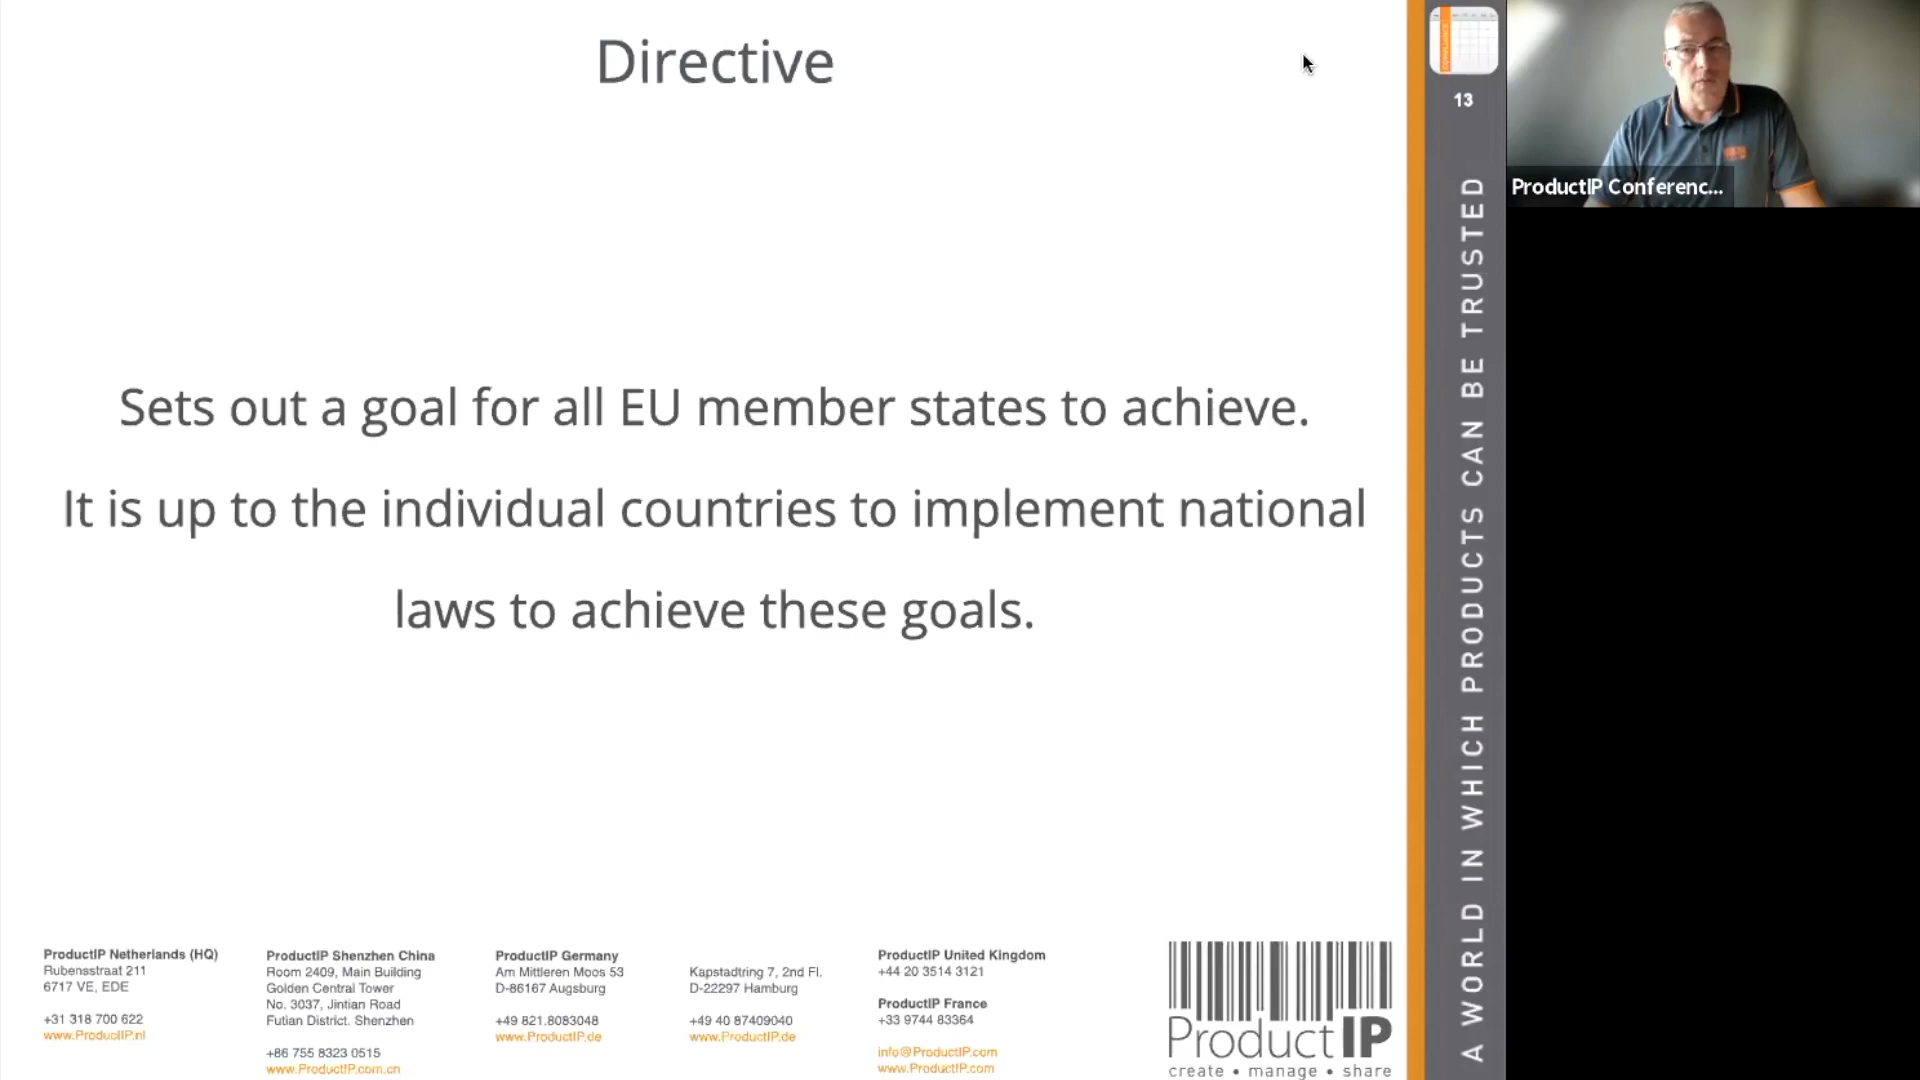 Directive
Sets out a goal for all EU member states to achieve.
It is up to the individual countries to implement national
laws to achieve these goals.
ProductIP Netherlands (HQ)
Rubensstraat 211
6717 VE, EDE
+31 318 700 622
www.ProductIP.nl
ProductIP Shenzhen China
Room 2409, Main Building
Golden Central Tower
No. 3037, Jintian Road
Futian District. Shenzhen
+86 755 8323 0515
www.ProductIP.com.cn
ProductIP Germany
Am Mittleren Moos 53
D-86167 Augsburg
+49 821.8083048
www.ProductIP.de
Kapstadtring 7, 2nd Fl.
D-22297 Hamburg
+49 40 87409040
www.ProductIP.de
ProductIP United Kingdom
+44 20 3514 3121
ProductIP France
+33 9744 83364
info@ProductIP.com
www.ProductIP.com
ProductIP
create • manage • share
COMPLIANCE
13
A WORLD IN WHICH PRODUCTS CAN BE TRUSTED
ProductIP Conferenc...